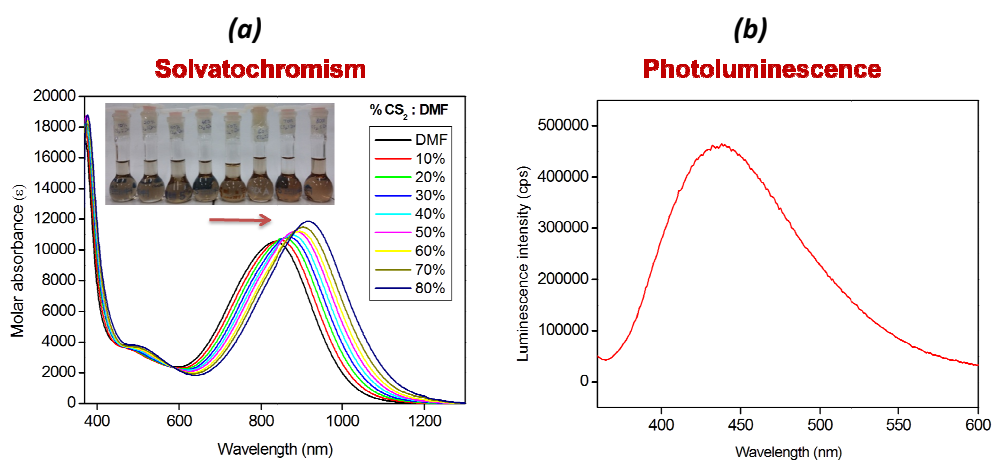 (a)
Solvatochromism
20000
18000
16000
14000
12000
10000
8000
6000
4000
2000
0
Molar absorbance (ε)
400 600 800 1000 1200
Wavelength (nm)
% CS2 : DMF
DMF
10%
20%
30%
40%
50%
60%
70%
80%
(b)
Photoluminescence
500000
400000
300000
200000
100000
0
Luminescence intensity (cps)
400 450 500 550 600
Wavelength (nm)